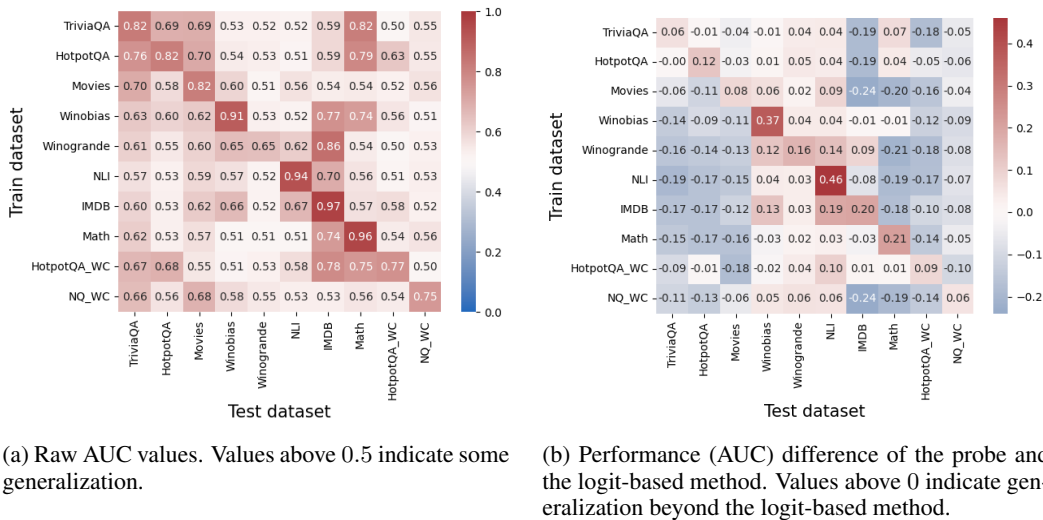 TriviaQA 0.82 0.69 0.69 0.53 0.52 0.52 0.59 0.82 0.50 0.55
HotpotQA 0.76 0.82 0.70 0.54 0.53 0.51 0.59 0.79 0.63 0.55
Movies 0.70 0.58 0.82 0.60 0.51 0.56 0.54 0.54 0.52 0.56
Winobias 0.63 0.60 0.62 0.91 0.53 0.52 0.77 0.74 0.56 0.51
Winogrande 0.61 0.55 0.60 0.65 0.65 0.62 0.86 0.54 0.50 0.53
NLI 0.57 0.53 0.59 0.57 0.52 0.94 0.70 0.56 0.51 0.53
IMDB 0.60 0.53 0.62 0.66 0.52 0.67 0.97 0.57 0.58 0.52
Math 0.62 0.53 0.57 0.51 0.51 0.51 0.74 0.96 0.54 0.56
HotpotQA_WC 0.67 0.68 0.55 0.51 0.53 0.58 0.78 0.75 0.77 0.50
NQ_WC 0.66 0.56 0.68 0.58 0.55 0.53 0.53 0.56 0.54 0.75
Train dataset
TriviaQA HotpotQA Movies Winobias Winogrande NLI IMDB Math HotpotQA_WC NQ_WC
Test dataset
1.0
0.8
0.6
0.4
0.2
0.0
(a) Raw AUC values. Values above 0.5 indicate some
generalization.
TriviaQA 0.06 -0.01 -0.04 -0.01 0.04 0.04 -0.19 0.07 -0.18 -0.05
HotpotQA -0.00 0.12 -0.03 0.01 0.05 0.04 -0.19 0.04 -0.05 -0.06
Movies -0.06 -0.11 0.08 0.06 0.02 0.09 -0.24 -0.20 -0.16 -0.04
Winobias -0.14 -0.09 -0.11 0.37 0.04 0.04 -0.01 -0.01 -0.12 -0.09
Winogrande -0.16 -0.14 -0.13 0.12 0.16 0.14 0.09 -0.21 -0.18 -0.08
NLI -0.19 -0.17 -0.15 0.04 0.03 0.46 -0.08 -0.19 -0.17 -0.07
IMDB -0.17 -0.17 -0.12 0.13 0.03 0.19 0.20 -0.18 -0.10 -0.08
Math -0.15 -0.17 -0.16 -0.03 0.02 0.03 -0.03 0.21 -0.14 -0.05
HotpotQA_WC -0.09 -0.01 -0.18 -0.02 0.04 0.10 0.01 0.01 0.09 -0.10
NQ_WC -0.11 -0.13 -0.06 0.05 0.06 0.06 -0.24 -0.19 -0.14 0.06
Train dataset
TriviaQA HotpotQA Movies Winobias Winogrande NLI IMDB Math HotpotQA_WC NQ_WC
Test dataset
0.4
0.3
0.2
0.1
0.0
-0.1
-0.2
(b) Performance (AUC) difference of the probe and
the logit-based method. Values above 0 indicate gen-
eralization beyond the logit-based method.